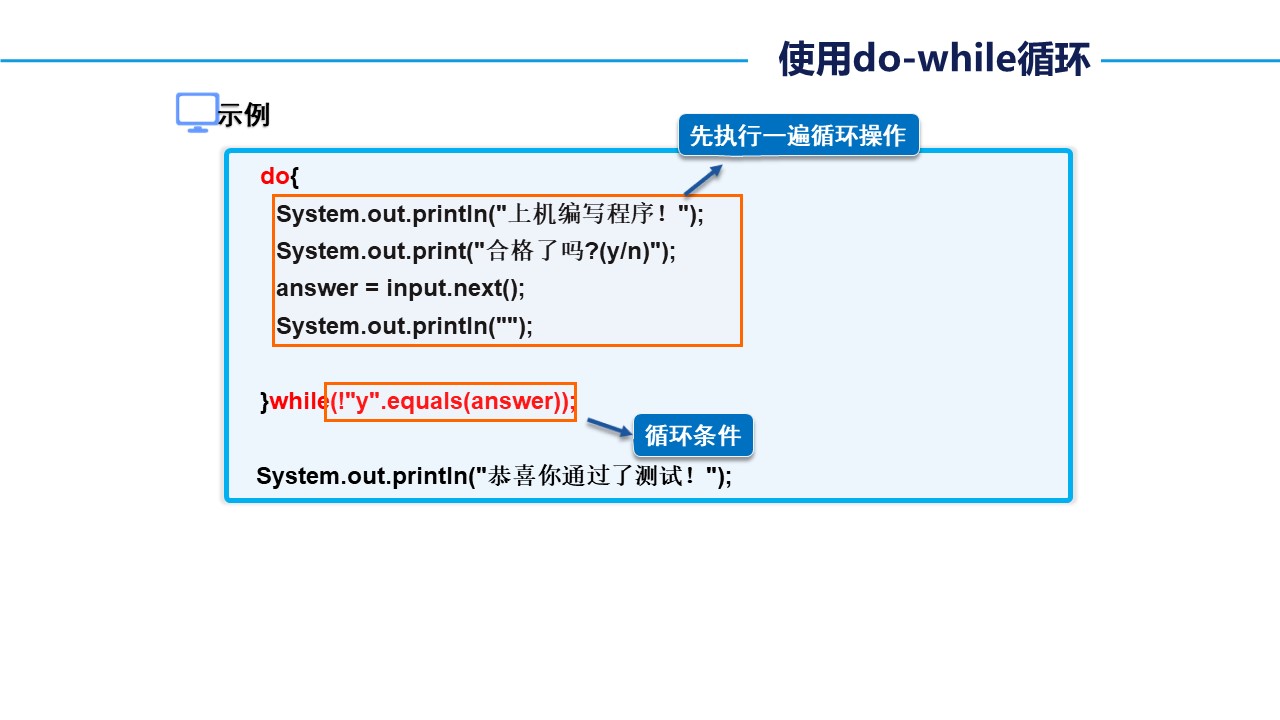 使用do-while循环
示例
先执行一遍循环操作
do{
System.out.println("上机编写程序！");
System.out.print("合格了吗?(y/n)");
answer = input.next();
System.out.println("");
}while(!"y".equals(answer));
循环条件
System.out.println("恭喜你通过了测试！");